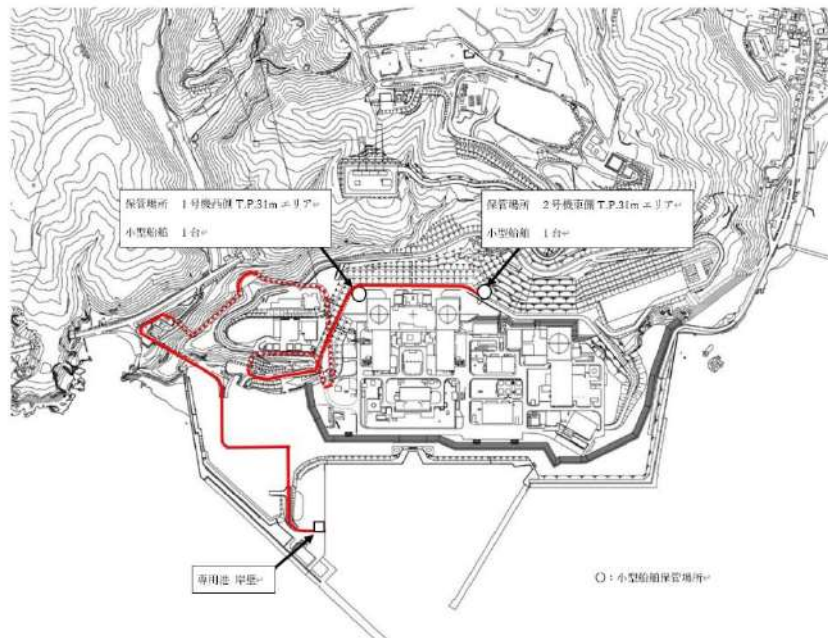 保管場所 1号機西側 T.P.31m エリア↵
小型船舶 1台↵
保管場所 2号機東側 T.P.31m エリア↵
小型船舶 1台↵
専用港 岸壁↵
○：小型船舶保管場所↵